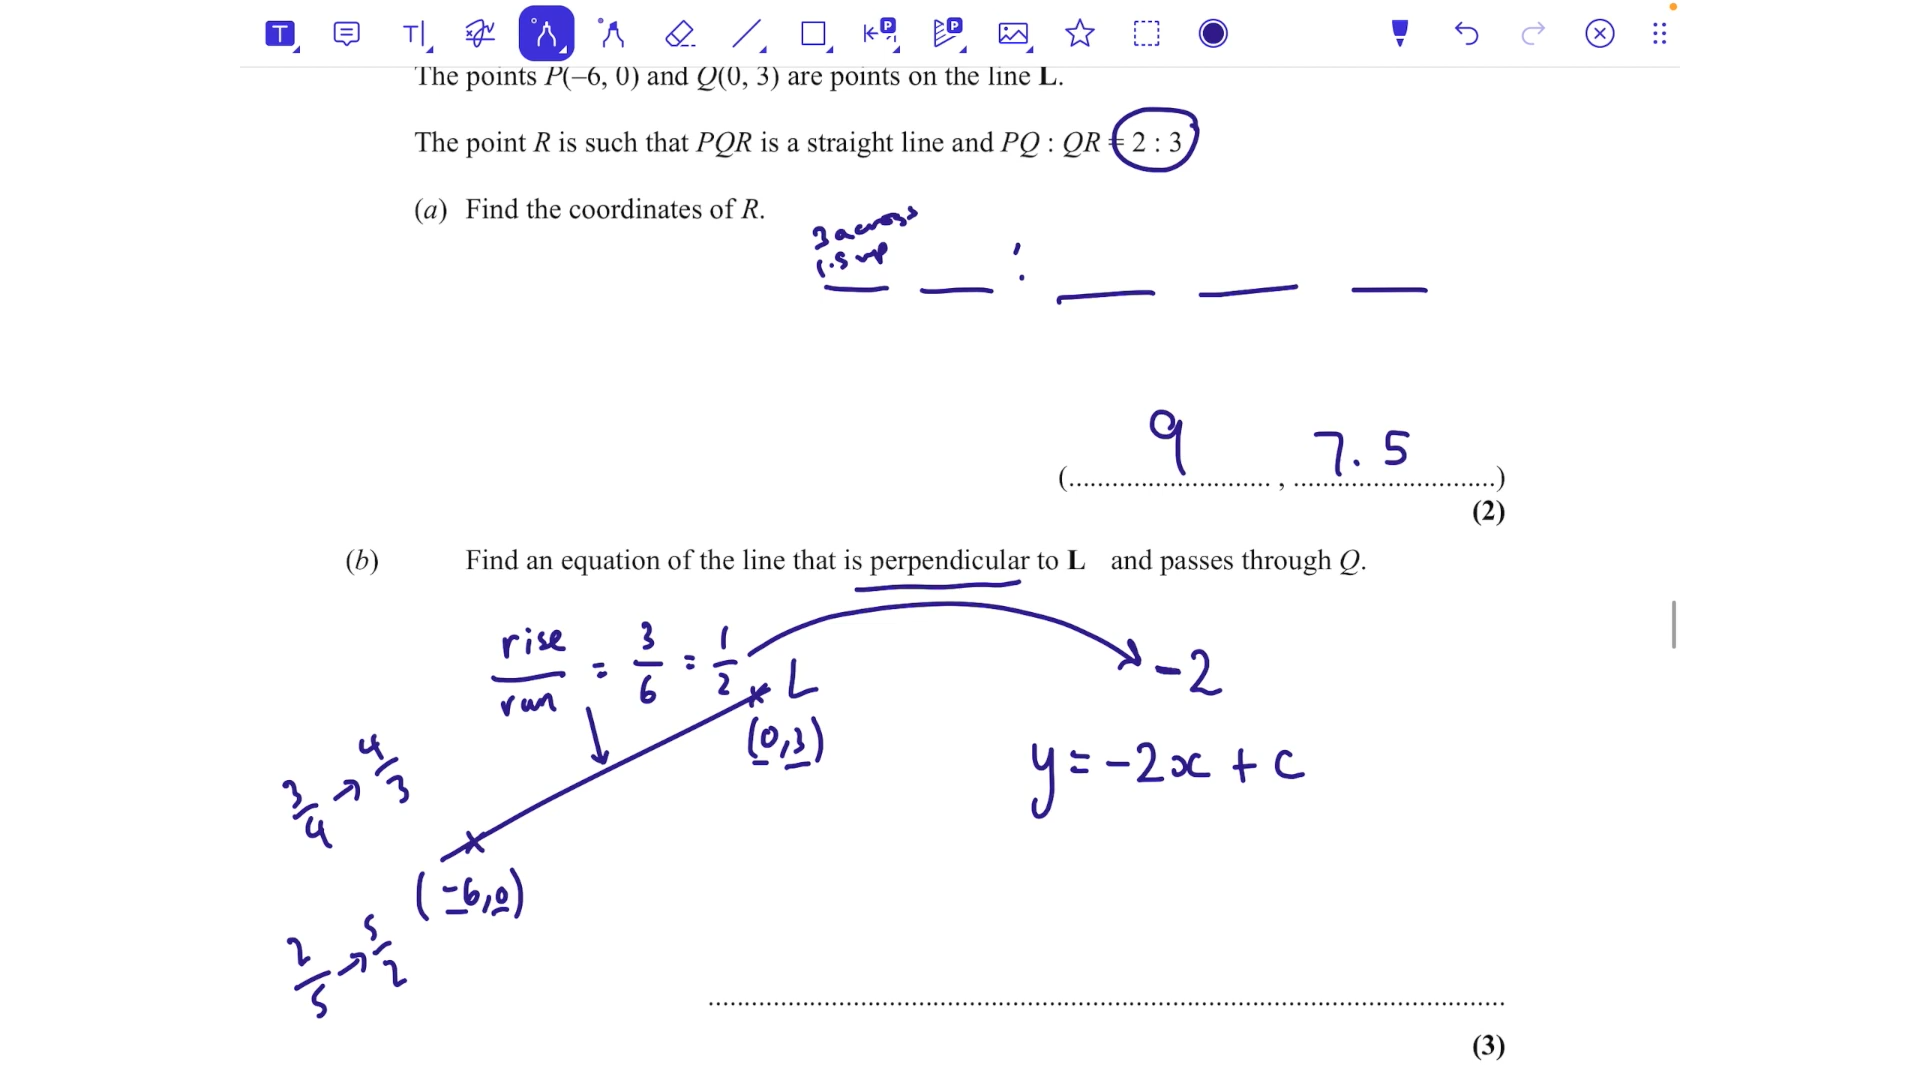 The points P(–6, 0) and Q(0, 3) are points on the line L.
The point R is such that PQR is a straight line and PQ : QR = 2 : 3
(a) Find the coordinates of R.
3 across
1.5 up
:
9 7.5
(............................ , ............................)
(2)
(b) Find an equation of the line that is perpendicular to L and passes through Q.
rise/run = 3/6 = 1/2
-2
L
(0,3)
y = -2x + c
3/4 → 4/3
(-6,0)
2/5 → 5/2
(3)